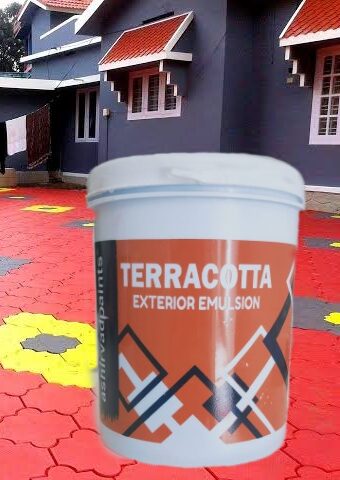 TERRACOTTA
EXTERIOR EMULSION
ashirvadpaints